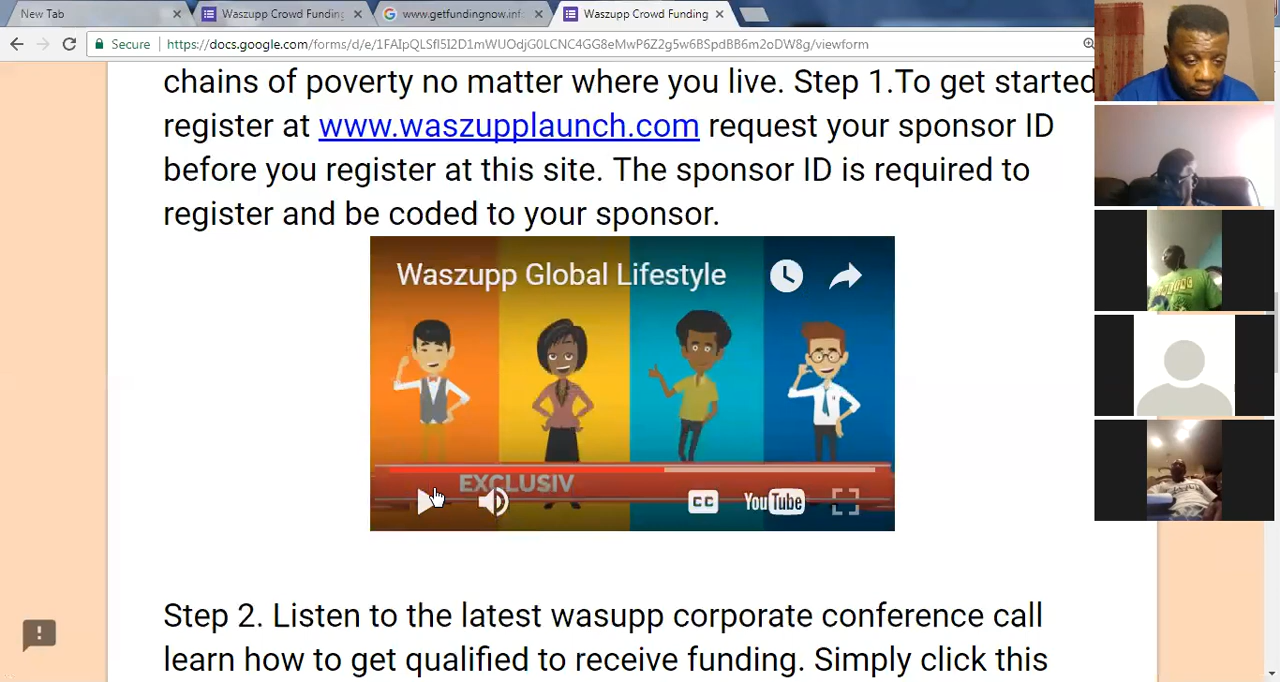 New Tab
Waszupp Crowd Funding
www.getfundingnow.inf
Waszupp Crowd Funding
Secure
https://docs.google.com/forms/d/e/1FAIpQLSfI5I2D1mWUOdjG0LCNC4GG8eMwP6Z2g5w6BSpdBB6m2oDW8g/viewform
chains of poverty no matter where you live. Step 1.To get started
register at www.waszupplaunch.com request your sponsor ID
before you register at this site. The sponsor ID is required to
register and be coded to your sponsor.
Waszupp Global Lifestyle
EXCLUSIV
CC
YouTube
Step 2. Listen to the latest wasupp corporate conference call
learn how to get qualified to receive funding. Simply click this